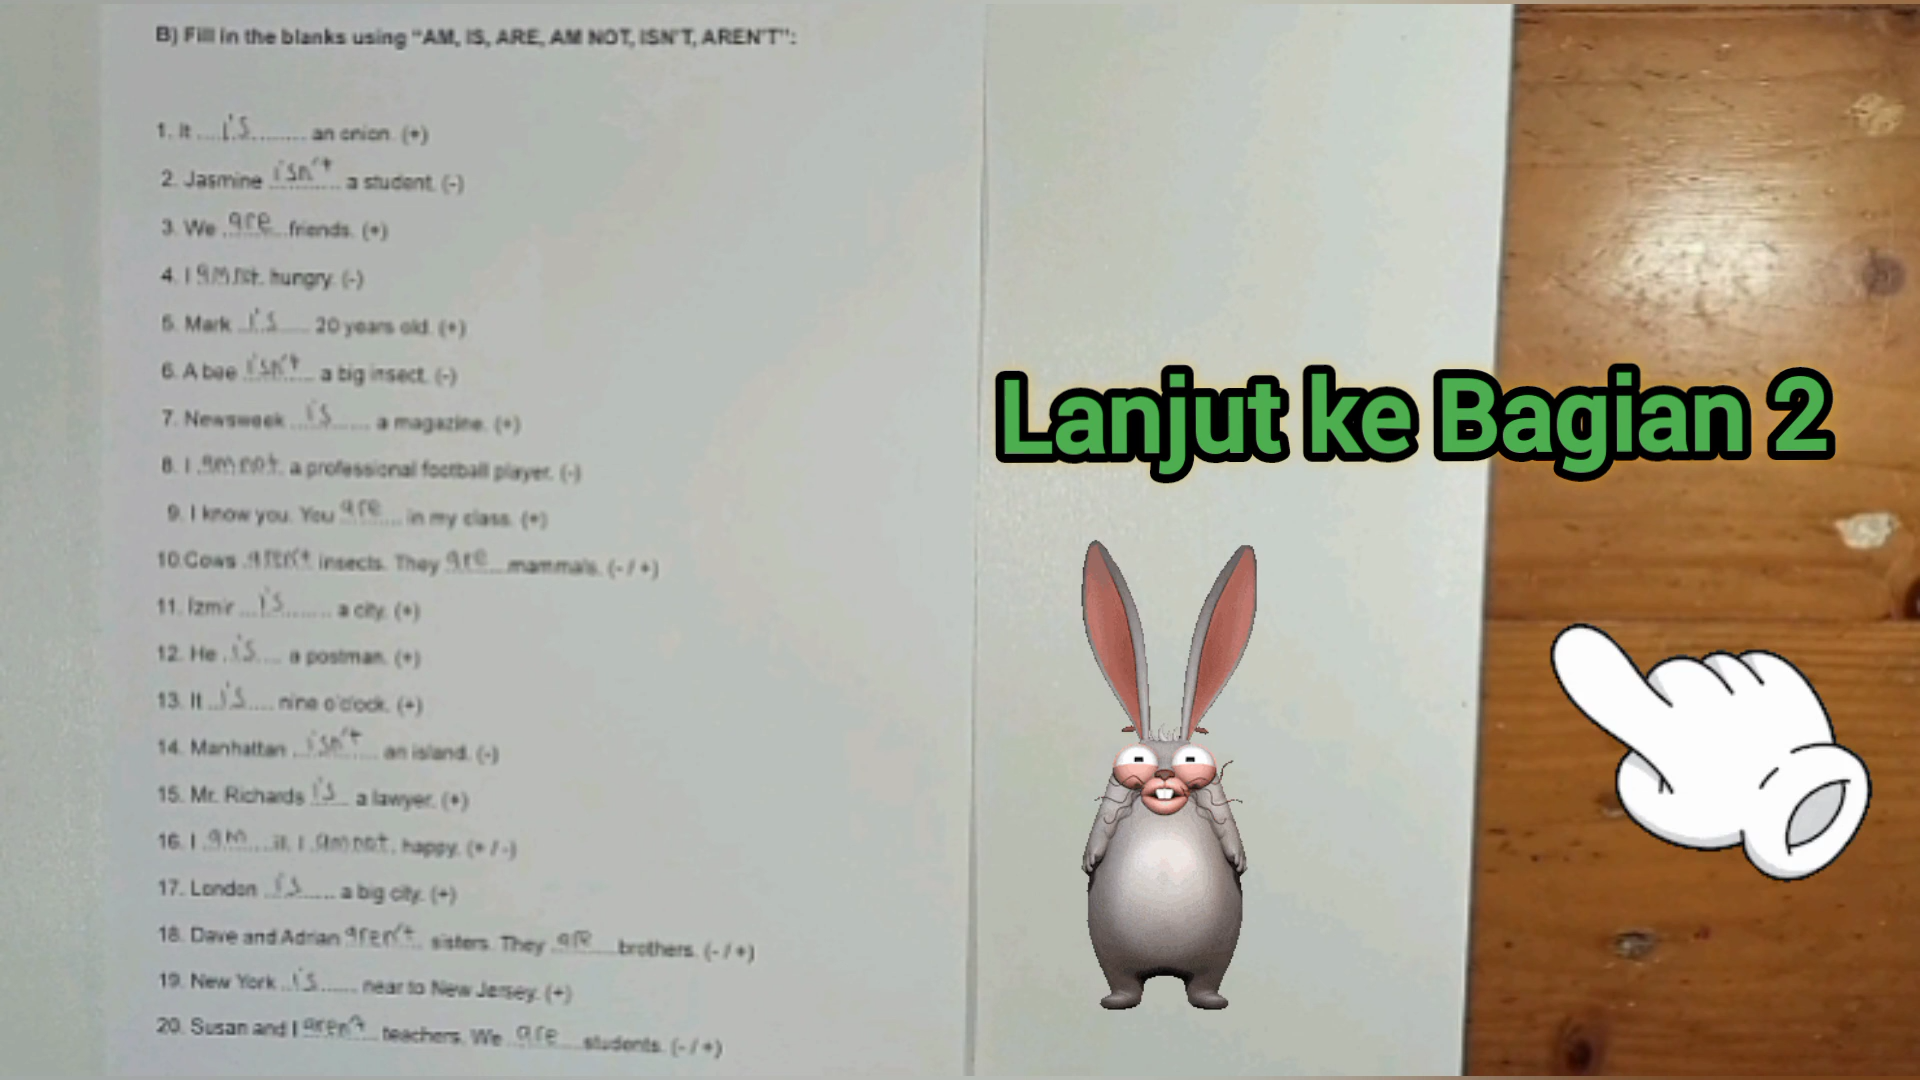 B) Fill in the blanks using "AM, IS, ARE, AM NOT, ISN'T, AREN'T":
1. It ....is......... an onion. (+)
2. Jasmine isn't a student. (-)
3. We are friends. (+)
4. I am not hungry. (-)
5. Mark ..is..... 20 years old. (+)
6. A bee isn't a big insect. (-)
7. Newsweek ...is...... a magazine. (+)
8. I am not a professional football player. (-)
9. I know you. You are in my class. (+)
10.Cows aren't insects. They are mammals. (- / +)
11. Izmir ...is....... a city. (+)
12. He ..is.... a postman. (+)
13. It ..is.... nine o'clock. (+)
14. Manhattan isn't an island. (-)
15. Mr. Richards is a lawyer. (+)
16. I am it. I am not happy. (+ / -)
17. London ..is..... a big city. (+)
18. Dave and Adrian aren't sisters. They are brothers. (- / +)
19. New York ..is..... near to New Jersey. (+)
20. Susan and I aren't teachers. We are students. (- / +)
Lanjut ke Bagian 2